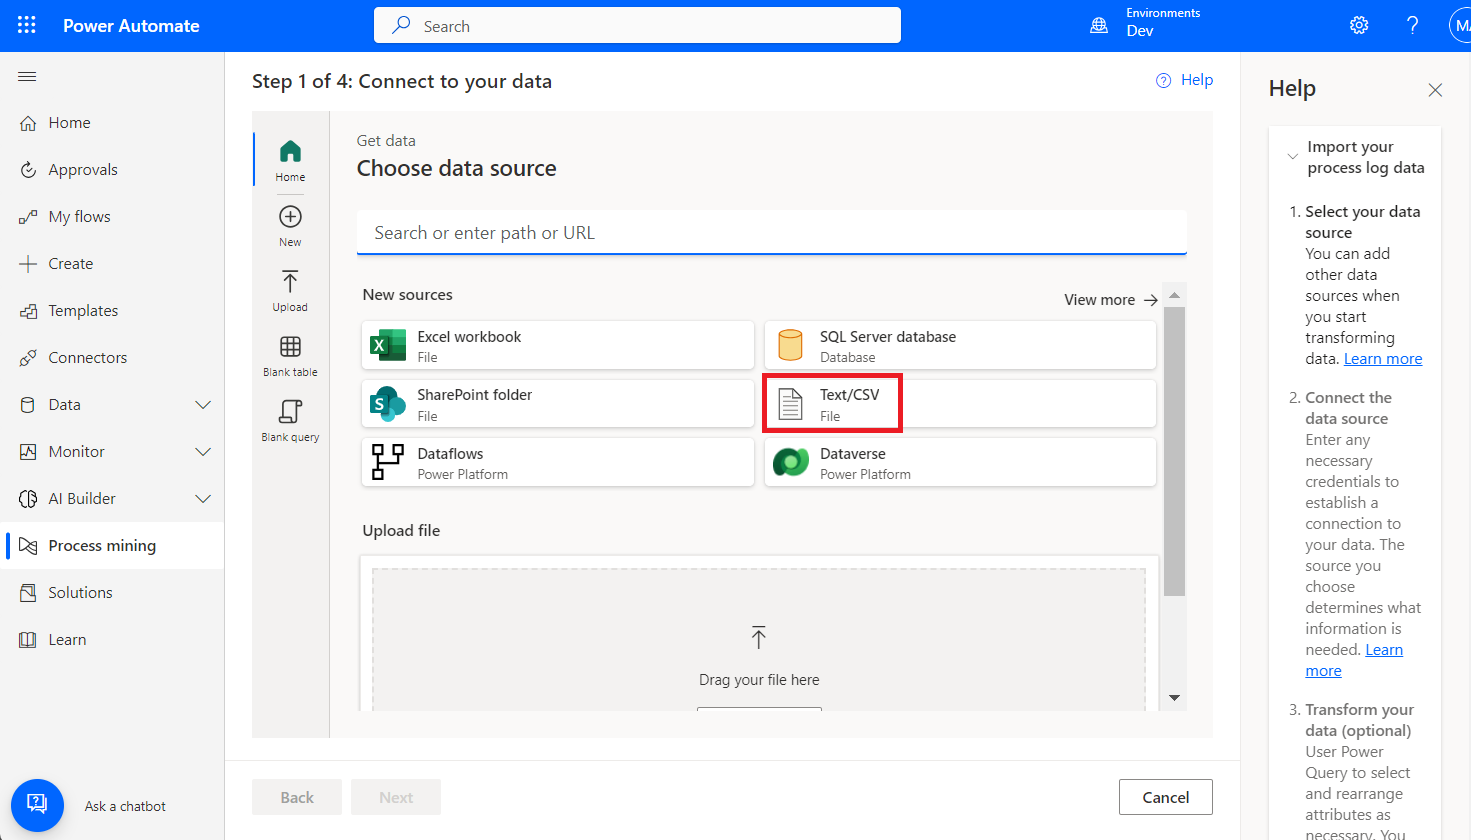 Power Automate
Search
Environments
Dev
Home
Approvals
My flows
Create
Templates
Connectors
Data
Monitor
AI Builder
Process mining
Solutions
Learn
Ask a chatbot
Step 1 of 4: Connect to your data
Help
Home
New
Upload
Blank table
Blank query
Get data
Choose data source
Search or enter path or URL
New sources
View more
Excel workbook
File
SQL Server database
Database
SharePoint folder
File
Text/CSV
File
Dataflows
Power Platform
Dataverse
Power Platform
Upload file
Drag your file here
Back
Next
Cancel
Help
Import your
process log data
1. Select your data
source
You can add
other data
sources when
you start
transforming
data. Learn more
2. Connect the
data source
Enter any
necessary
credentials to
establish a
connection to
your data. The
source you
choose
determines what
information is
needed. Learn
more
3. Transform your
data (optional)
User Power
Query to select
and rearrange
attributes as
necessary. You